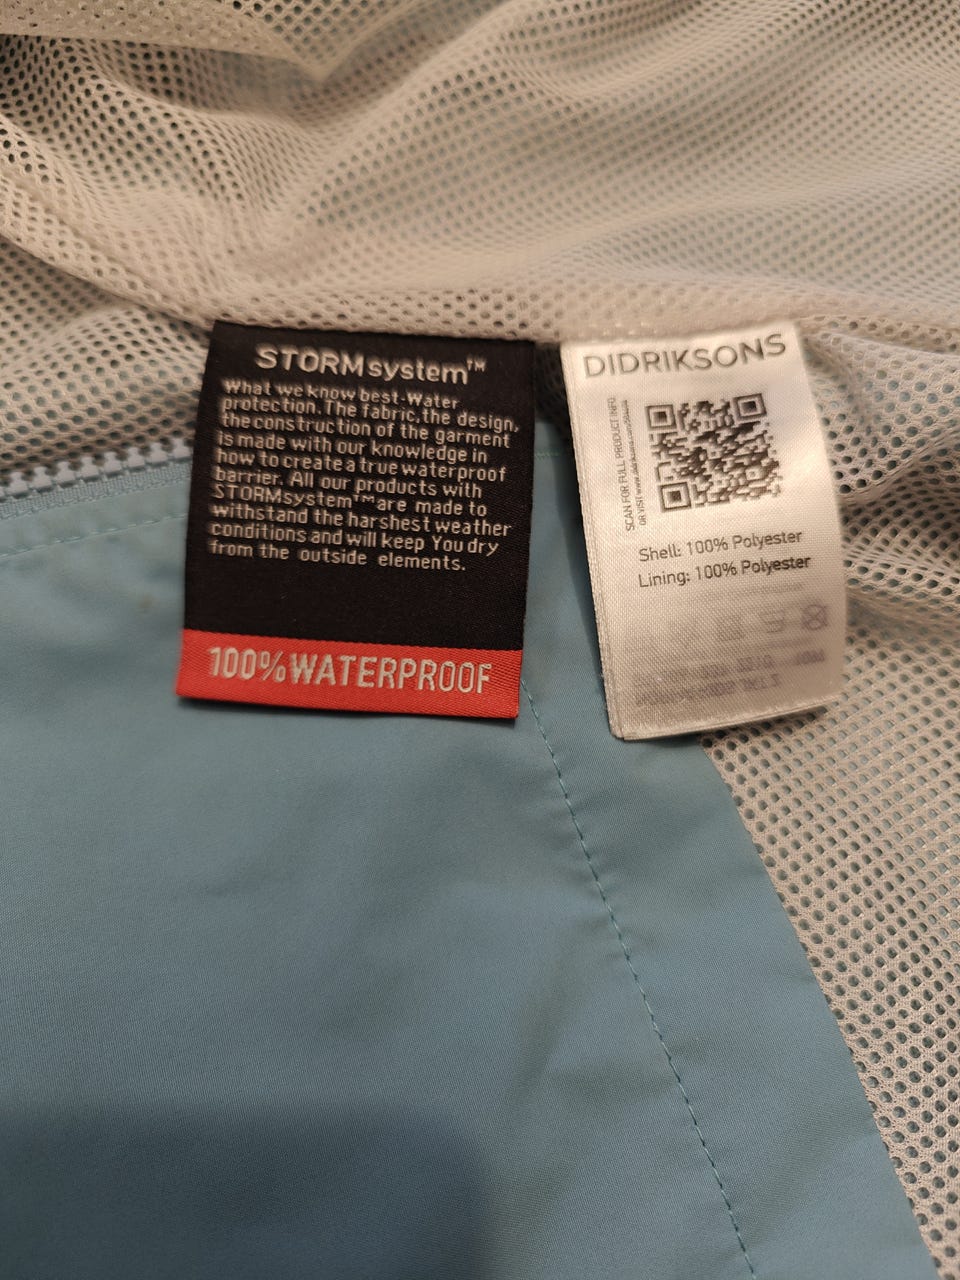 STORMsystem™
What we know best-Water
protection.The fabric,the design,
the construction of the garment
is made with our knowledge in
how to create a true waterproof
barrier. All our products with
STORMsystem™are made to
withstand the harshest weather
conditions and will keep You dry
from the outside elements.
100%WATERPROOF
DIDRIKSONS
SCAN FOR FULL PRODUCT INFO
OR VISIT
Shell: 100% Polyester
Lining: 100% Polyester